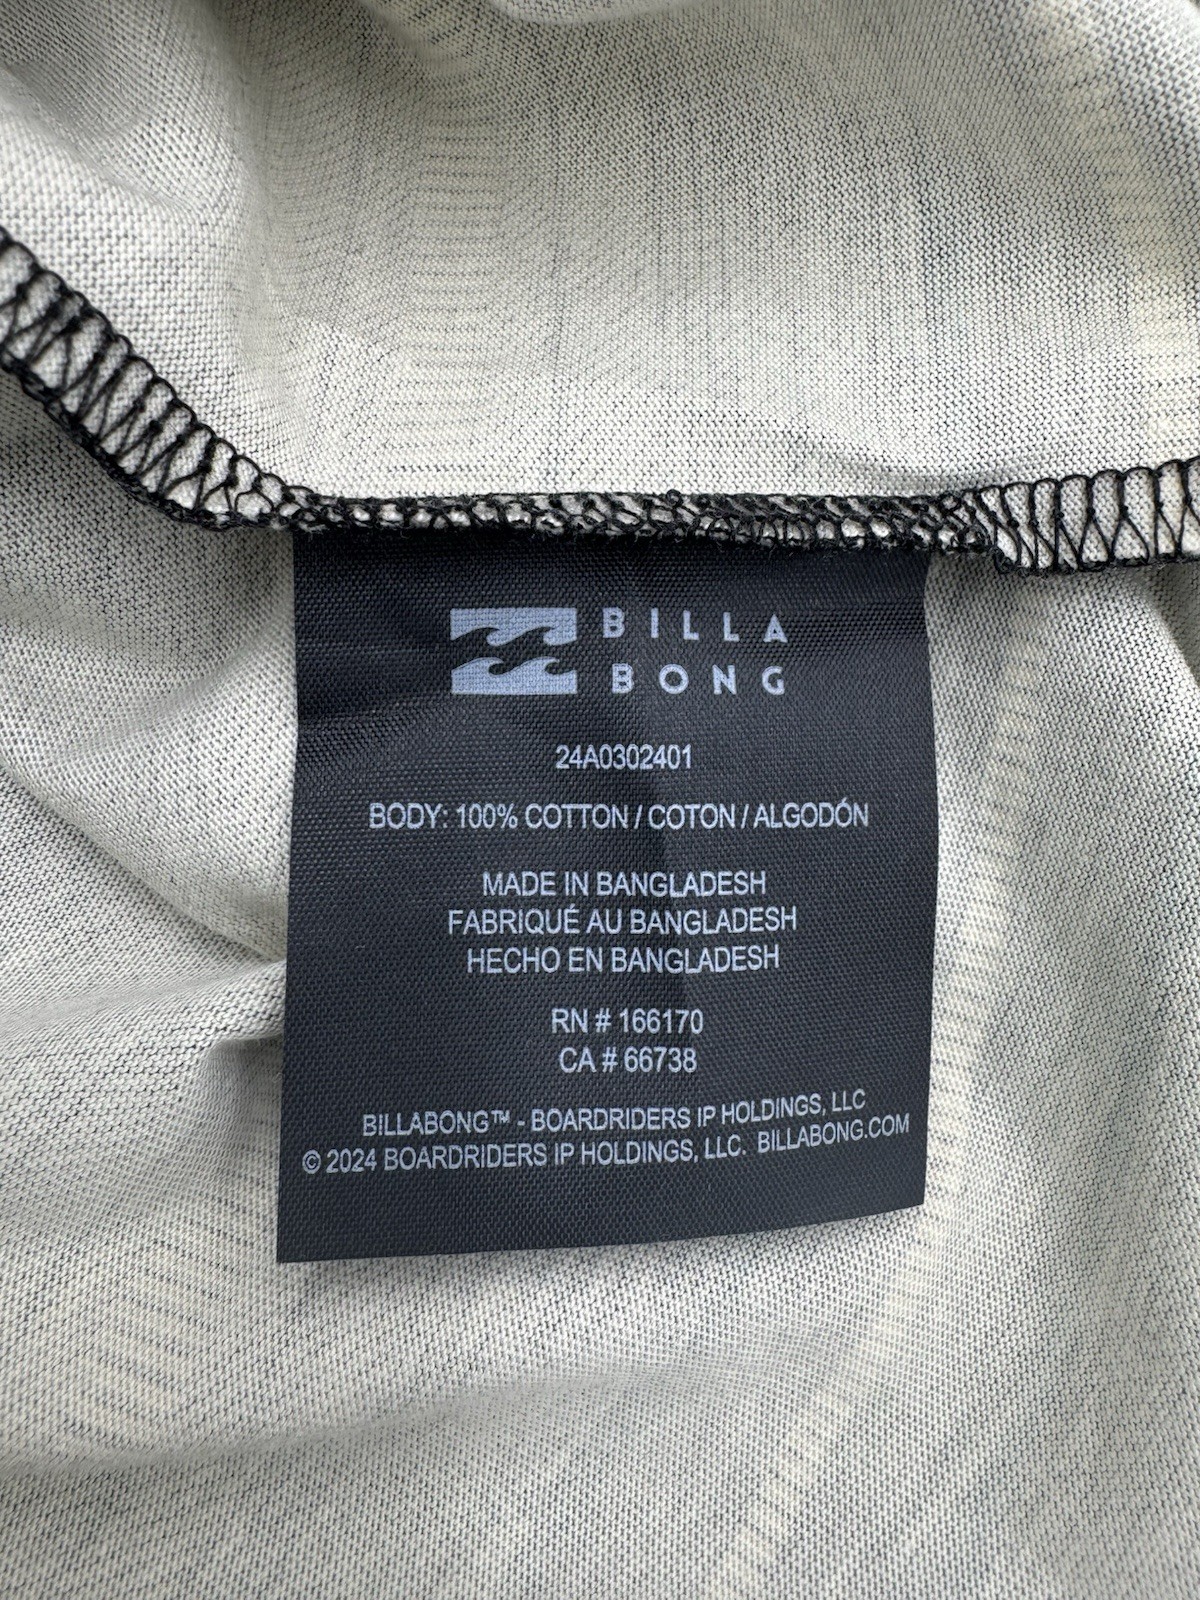 BILLA
BONG
24A0302401
BODY: 100% COTTON / COTON / ALGODÓN
MADE IN BANGLADESH
FABRIQUÉ AU BANGLADESH
HECHO EN BANGLADESH
RN # 166170
CA # 66738
BILLABONG™ - BOARDRIDERS IP HOLDINGS, LLC
© 2024 BOARDRIDERS IP HOLDINGS, LLC. BILLABONG.COM